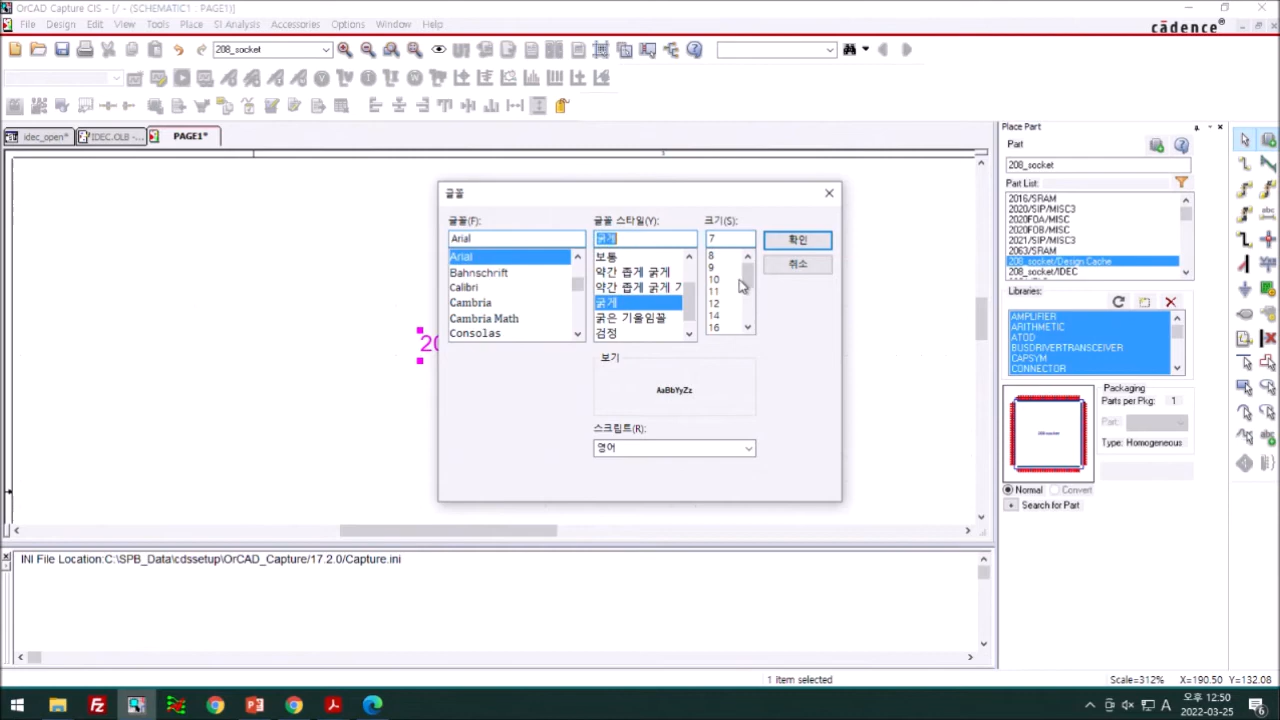 OrCAD Capture CIS - [/ - (SCHEMATIC1 : PAGE1)]
File Design Edit View Tools Place SI Analysis Accessories Options Window Help
cādence®
208_socket
idec_open* IDEC.OLB -... PAGE1*
글꼴
글꼴(F): 글꼴 스타일(Y): 크기(S):
Arial 굵게 7 확인
취소
Arial
Bahnschrift
Calibri
Cambria
Cambria Math
Consolas
보통
약간 좁게 굵게
약간 좁게 굵게 기
굵게
굵은 기울임꼴
검정
8
9
10
11
12
14
16
보기
AaBbYyZz
스크립트(R):
영어
20
Place Part
Part
208_socket
Part List:
2016/SRAM
2020/SIP/MISC3
2020FOA/MISC
2020FOB/MISC
2021/SIP/MISC3
2063/SRAM
208_socket/Design Cache
208_socket/IDEC
Libraries:
AMPLIFIER
ARITHMETIC
ATOD
BUSDRIVERTRANSCEIVER
CAPSYM
CONNECTOR
208 socket
Packaging
Parts per Pkg: 1
Part:
Type: Homogeneous
Normal Convert
Search for Part
INI File Location:C:\SPB_Data\cdssetup\OrCAD_Capture/17.2.0/Capture.ini
1 item selected Scale=312% X=190.50 Y=132.08
A 오후 12:50
2022-03-25
6